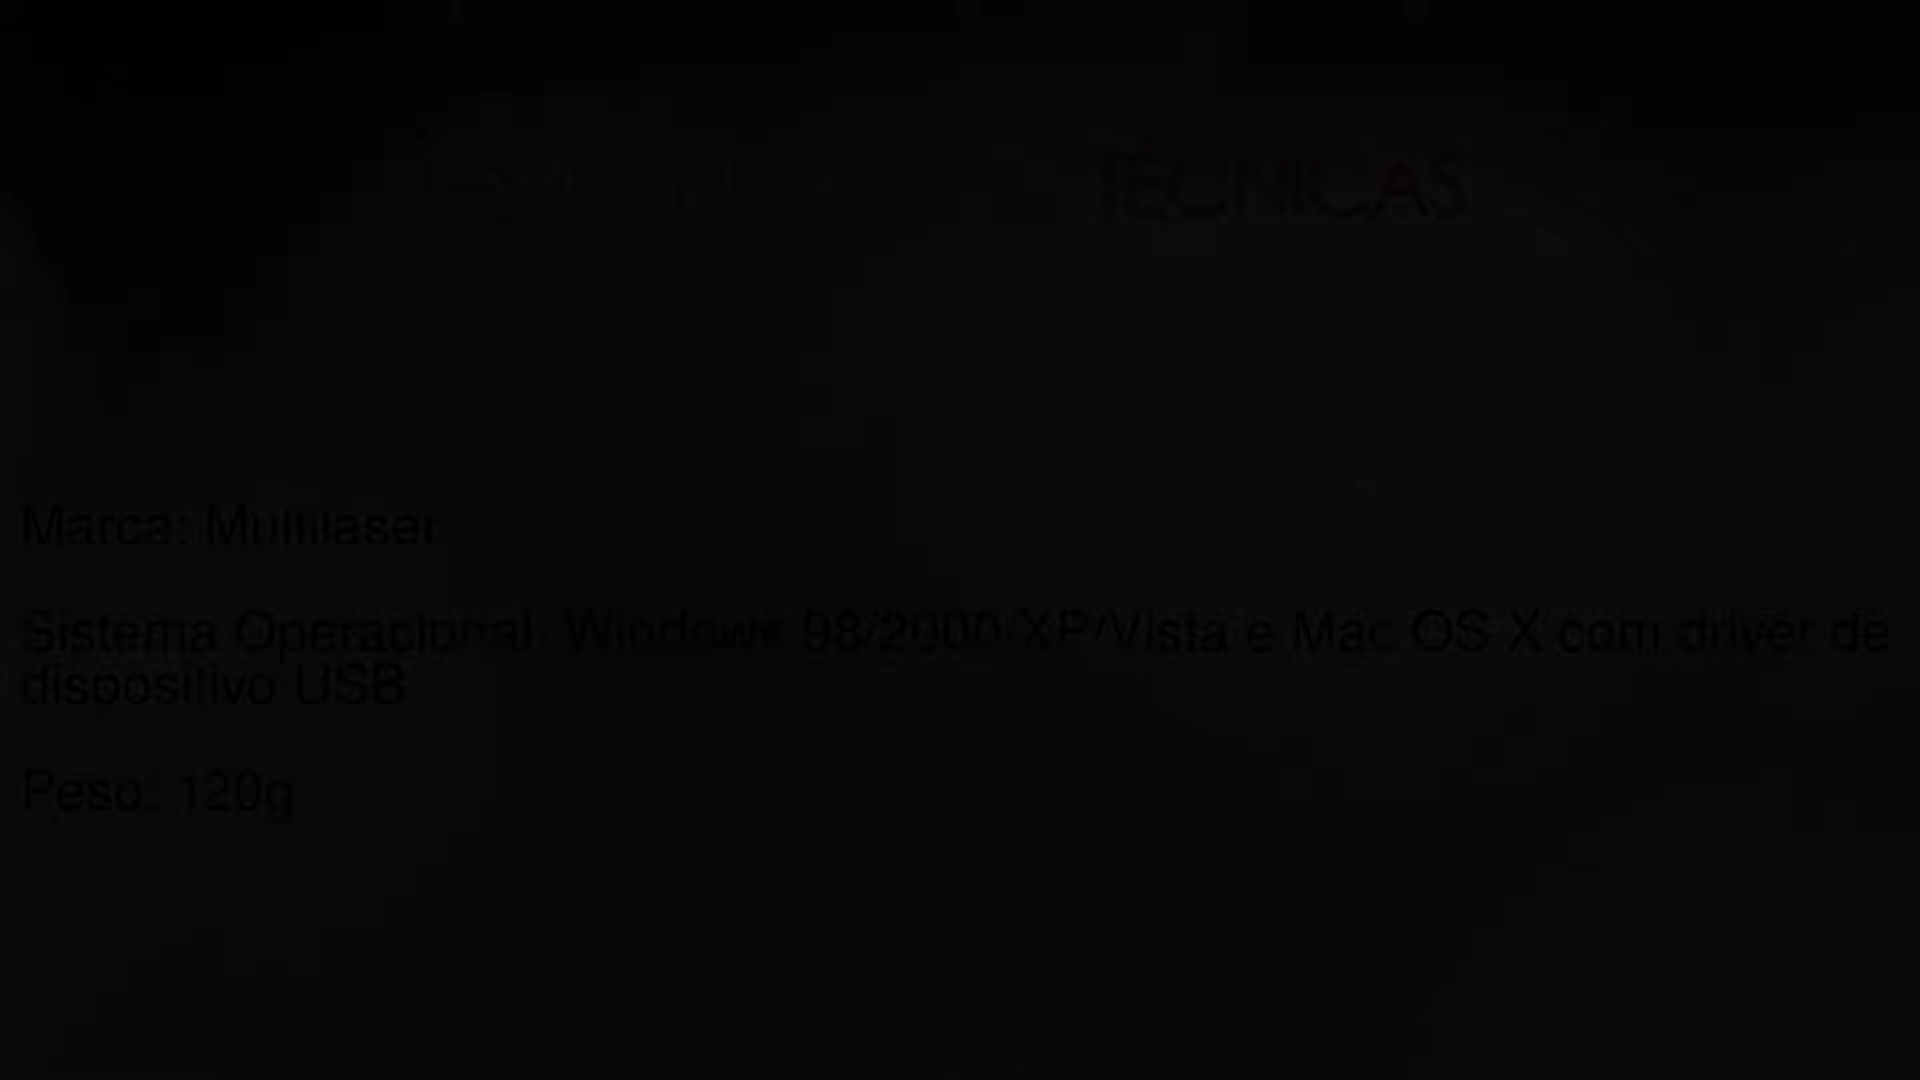 TÉCNICAS
Marca: Multilaser
Sistema Operacional: Windows 98/2000/XP/Vista e Mac OS X com driver de
dispositivo USB
Peso: 120g